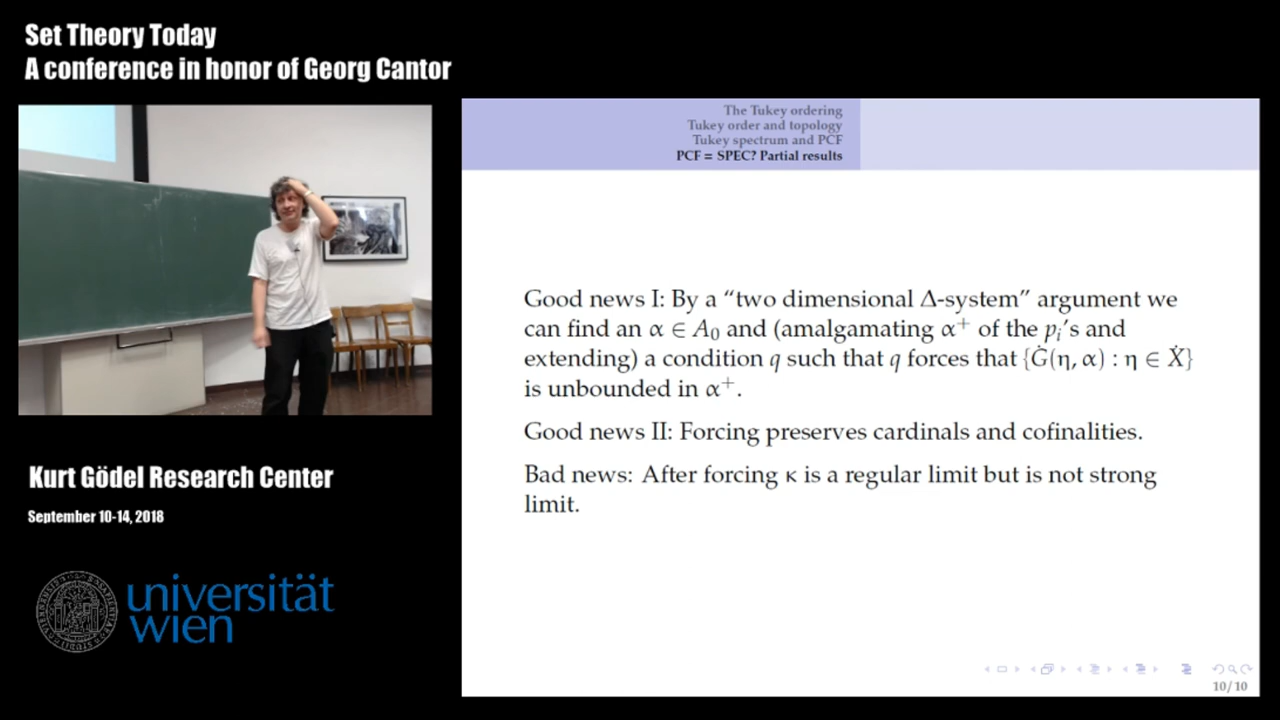 Set Theory Today
A conference in honor of Georg Cantor
The Tukey ordering
Tukey order and topology
Tukey spectrum and PCF
PCF = SPEC? Partial results
Good news I: By a “two dimensional Δ-system” argument we
can find an α ∈ A₀ and (amalgamating α⁺ of the pᵢ’s and
extending) a condition q such that q forces that {Ġ(η, α) : η ∈ Ẋ}
is unbounded in α⁺.
Good news II: Forcing preserves cardinals and cofinalities.
Bad news: After forcing κ is a regular limit but is not strong
limit.
10/10
Kurt Gödel Research Center
September 10-14, 2018
universität
wien